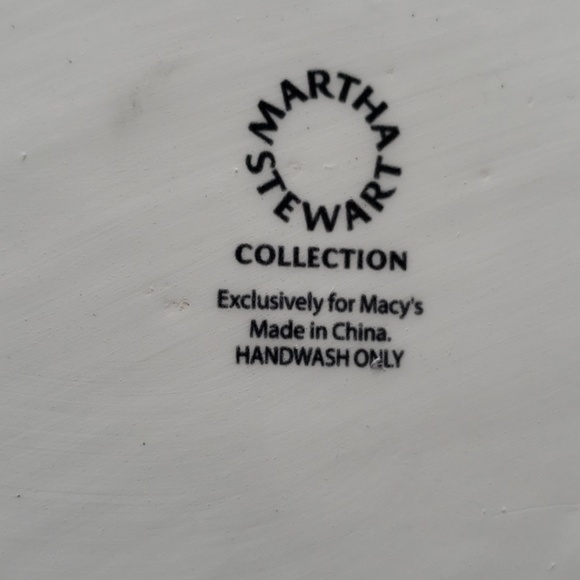 MARTHA
STEWART
COLLECTION
Exclusively for Macy's
Made in China.
HANDWASH ONLY